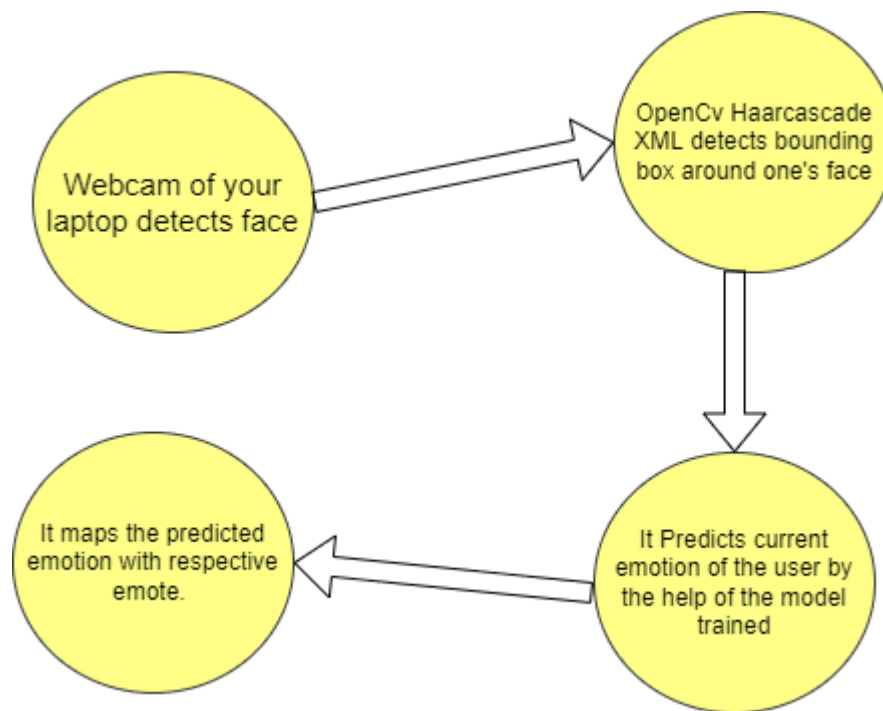 Webcam of your
laptop detects face
OpenCv Haarcascade
XML detects bounding
box around one's face
It Predicts current
emotion of the user by
the help of the model
trained
It maps the predicted
emotion with respective
emote.